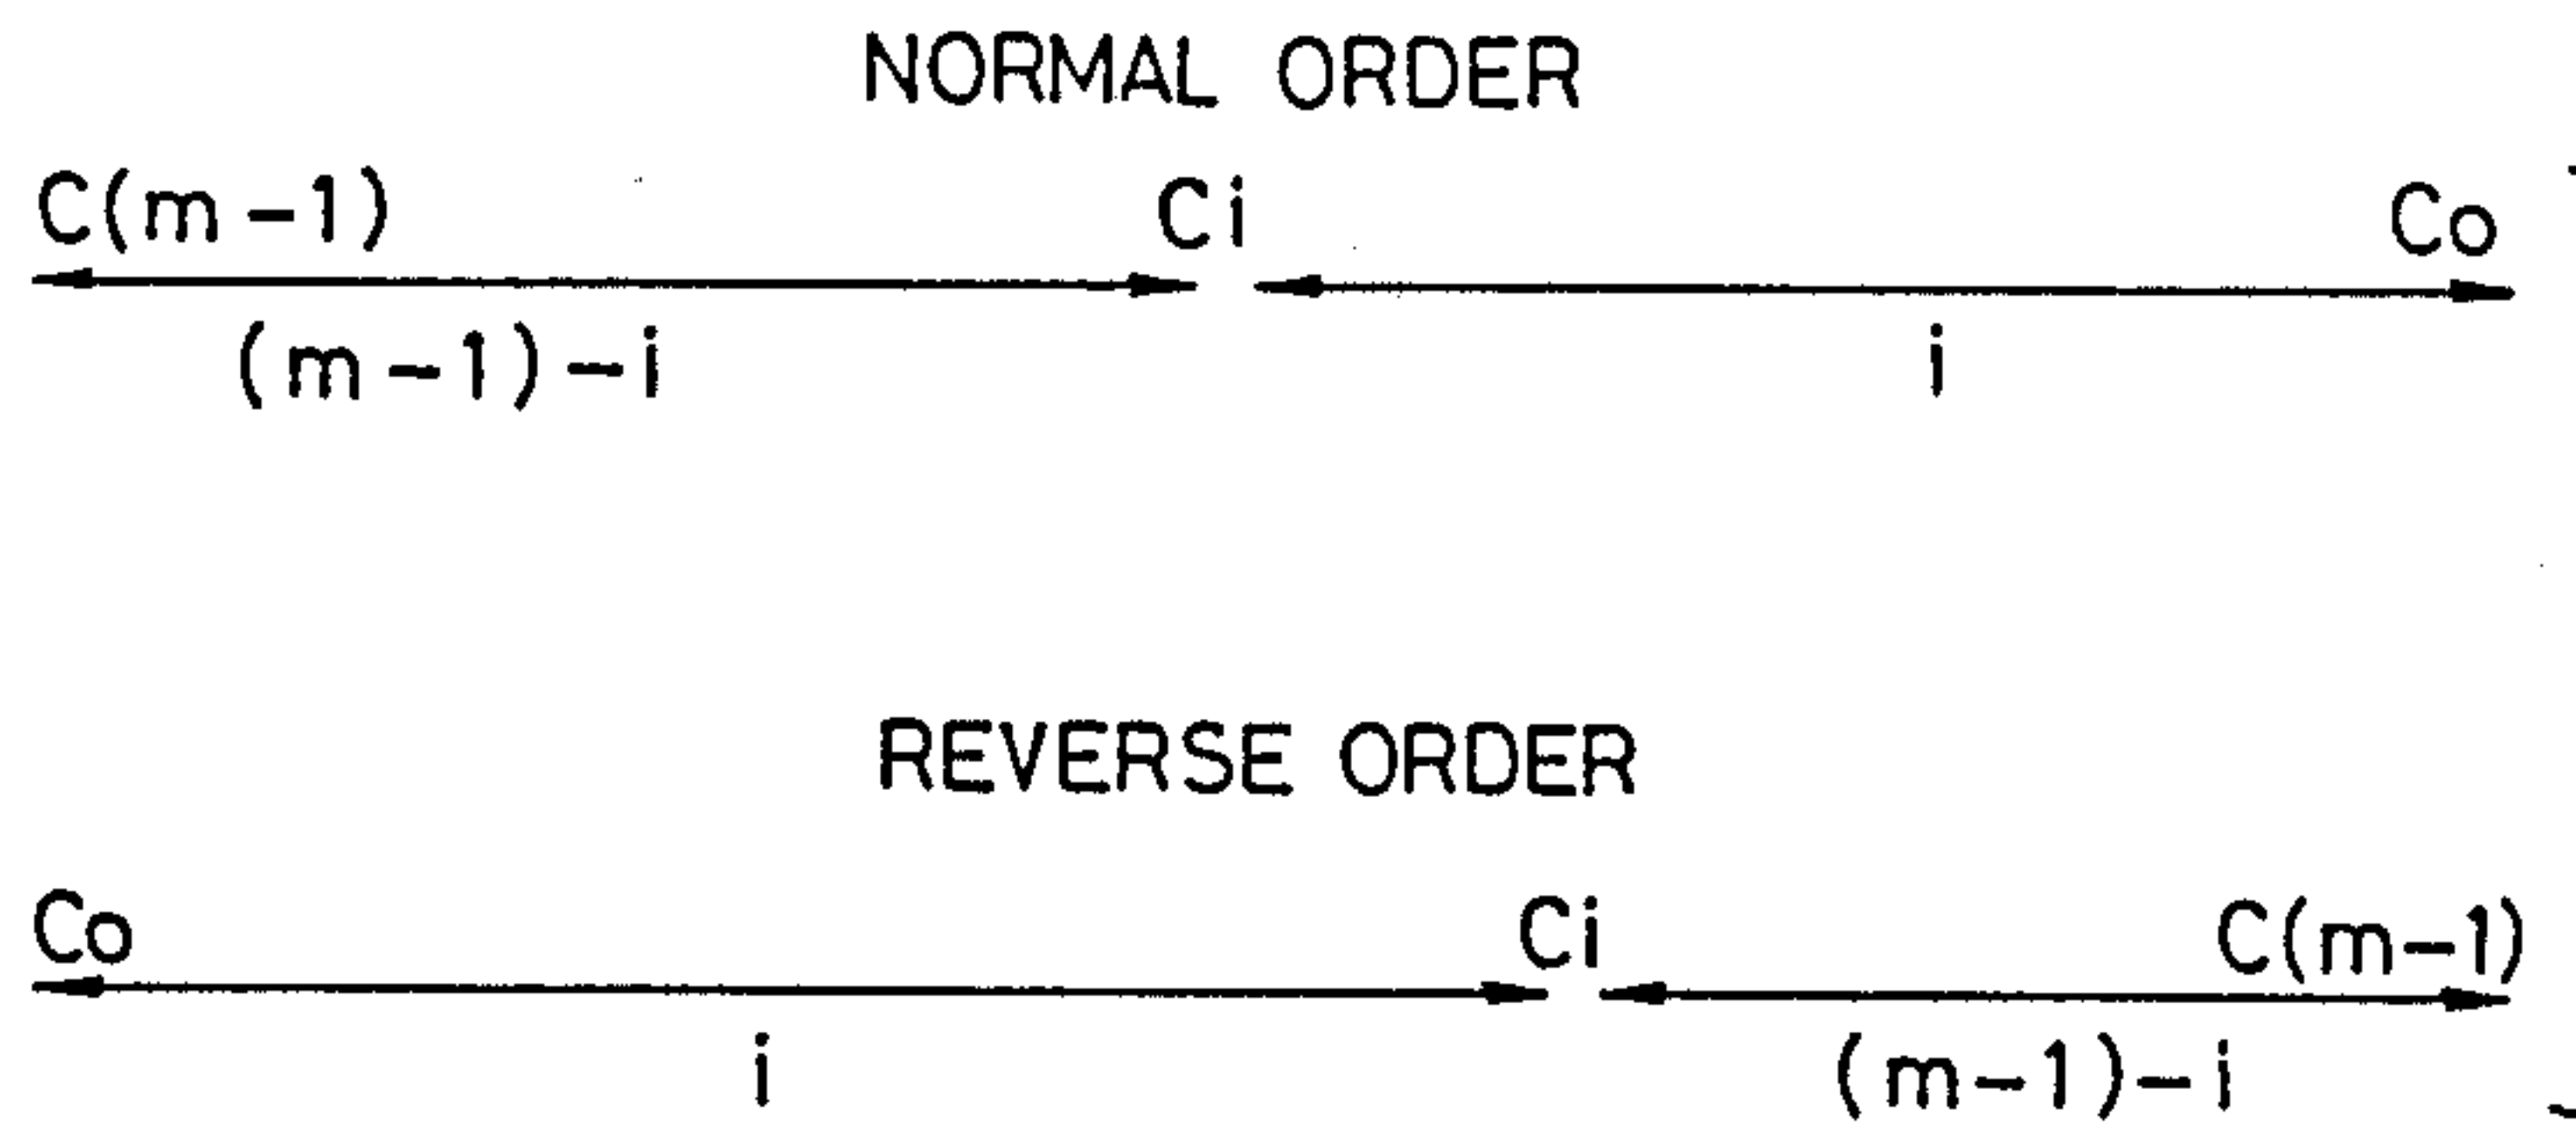 NORMAL ORDER
C(m-1) Ci Co
(m-1)-i i
REVERSE ORDER
Co Ci C(m-1)
i (m-1)-i